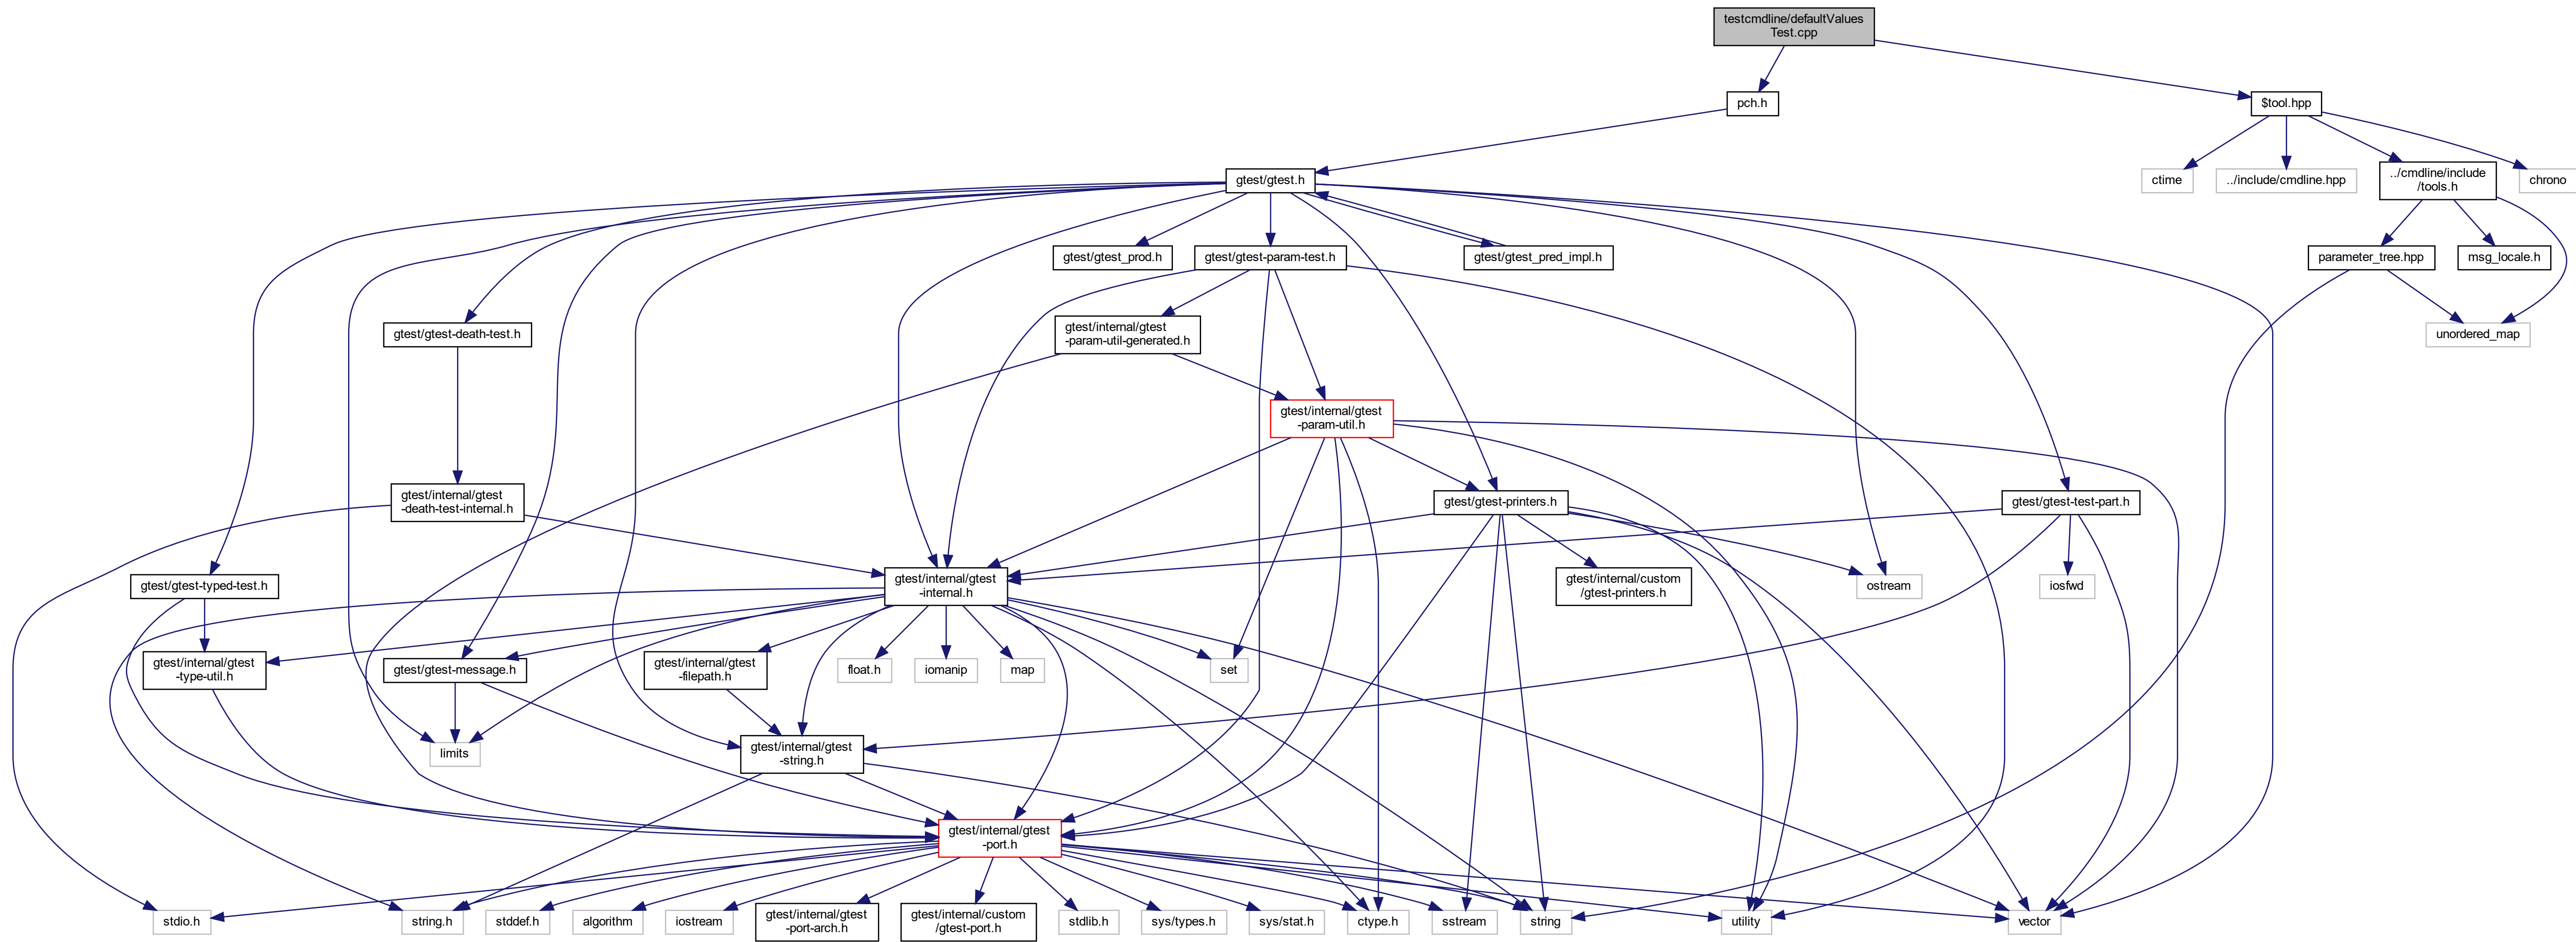 testcmdline/defaultValues
Test.cpp
pch.h
$tool.hpp
gtest/gtest.h
ctime
../include/cmdline.hpp
../cmdline/include
/tools.h
chrono
gtest/gtest_prod.h
gtest/gtest-param-test.h
gtest/gtest_pred_impl.h
parameter_tree.hpp
msg_locale.h
gtest/gtest-death-test.h
gtest/internal/gtest
-param-util-generated.h
unordered_map
gtest/internal/gtest
-param-util.h
gtest/internal/gtest
-death-test-internal.h
gtest/gtest-printers.h
gtest/gtest-test-part.h
gtest/gtest-typed-test.h
gtest/internal/gtest
-internal.h
gtest/internal/custom
/gtest-printers.h
ostream
iosfwd
gtest/internal/gtest
-type-util.h
gtest/gtest-message.h
gtest/internal/gtest
-filepath.h
float.h
iomanip
map
set
limits
gtest/internal/gtest
-string.h
gtest/internal/gtest
-port.h
stdio.h
string.h
stddef.h
algorithm
iostream
gtest/internal/gtest
-port-arch.h
gtest/internal/custom
/gtest-port.h
stdlib.h
sys/types.h
sys/stat.h
ctype.h
sstream
string
utility
vector